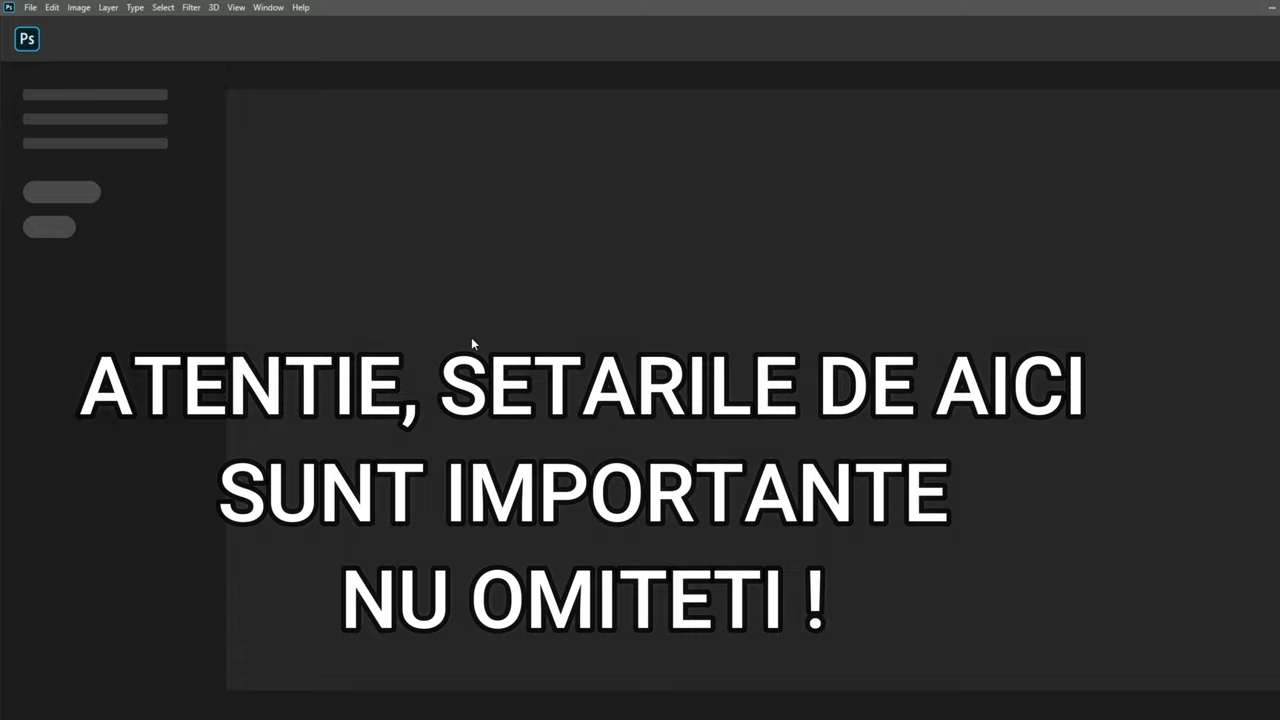 Ps File Edit Image Layer Type Select Filter 3D View Window Help
Ps
ATENTIE, SETARILE DE AICI
SUNT IMPORTANTE
NU OMITETI !